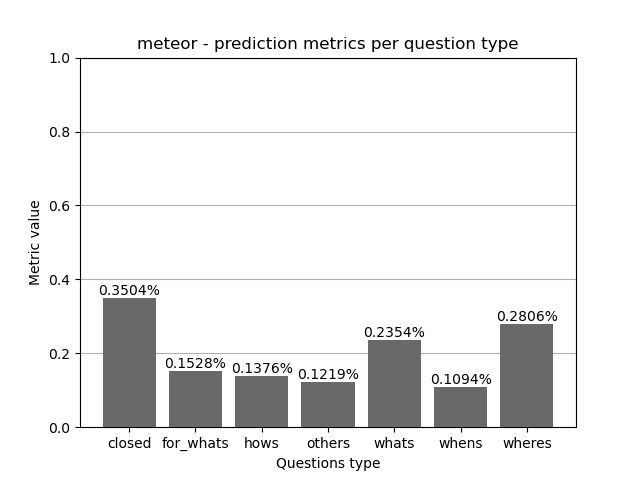 meteor - prediction metrics per question type
1.0
0.8
0.6
0.4
0.2
0.0
Metric value
0.3504%
0.1528%
0.1376%
0.1219%
0.2354%
0.1094%
0.2806%
closed
for_whats
hows
others
whats
whens
wheres
Questions type